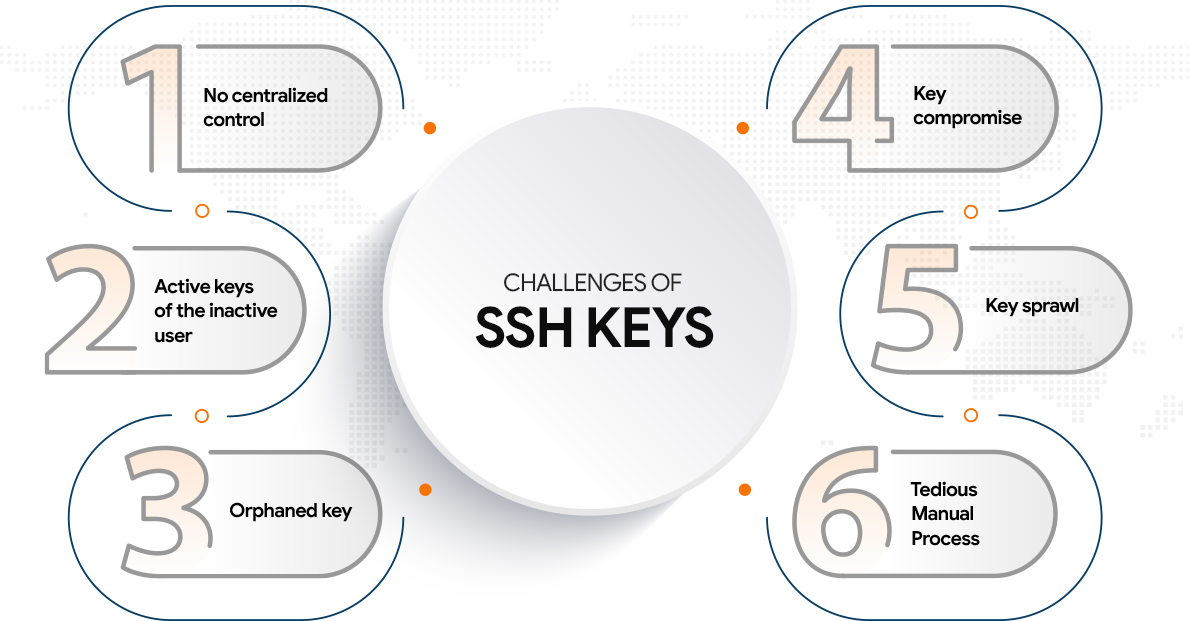 1
No centralized
control
2
Active keys
of the inactive
user
3
Orphaned key
CHALLENGES OF
SSH KEYS
4
Key
compromise
5
Key sprawl
6
Tedious
Manual
Process